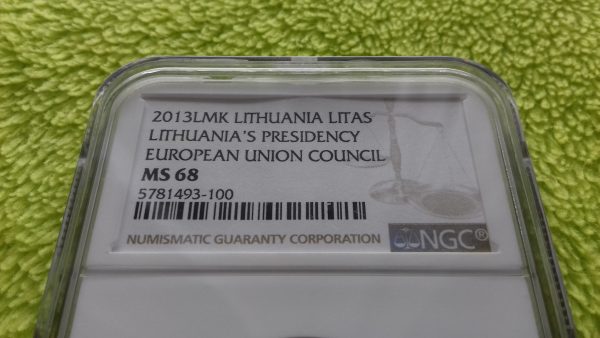 2013LMK LITHUANIA LITAS
LITHUANIA'S PRESIDENCY
EUROPEAN UNION COUNCIL
MS 68
5781493-100
NUMISMATIC GUARANTY CORPORATION NGC®